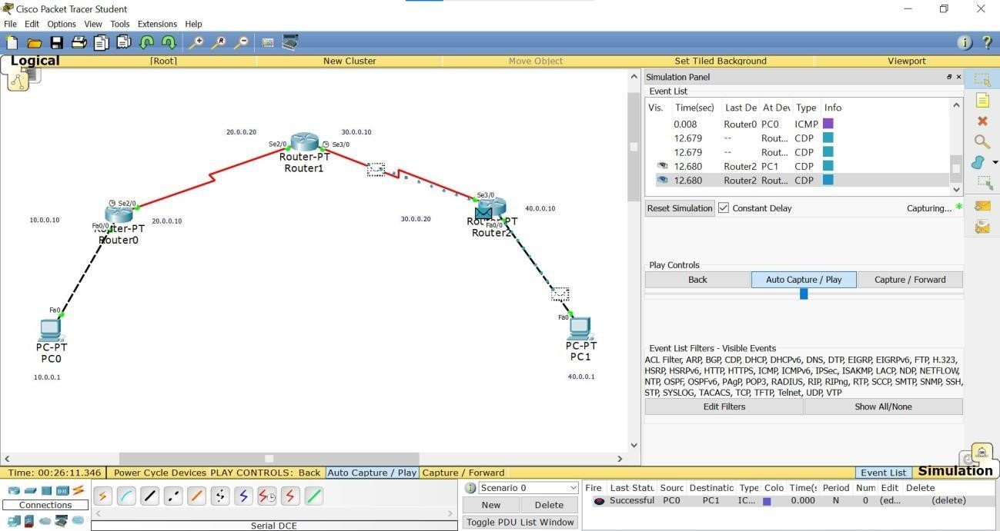 Cisco Packet Tracer Student
File Edit Options View Tools Extensions Help
Logical [Root] New Cluster Move Object Set Tiled Background Viewport
Simulation Panel
Event List
Vis. Time(sec) Last De At Dev Type Info
0.008 Router0 PC0 ICMP
12.679 -- Rout... CDP
12.679 -- Rout... CDP
12.680 Router2 PC1 CDP
12.680 Router2 Rout... CDP
Reset Simulation Constant Delay Capturing... *
Play Controls
Back Auto Capture / Play Capture / Forward
Event List Filters - Visible Events
ACL Filter, ARP, BGP, CDP, DHCP, DHCPv6, DNS, DTP, EIGRP, EIGRPv6, FTP, H.323,
HSRP, HSRPv6, HTTP, HTTPS, ICMP, ICMPv6, IPSec, ISAKMP, LACP, NDP, NETFLOW,
NTP, OSPF, OSPFv6, PAgP, POP3, RADIUS, RIP, RIPng, RTP, SCCP, SMTP, SNMP, SSH,
STP, SYSLOG, TACACS, TCP, TFTP, Telnet, UDP, VTP
Edit Filters Show All/None
20.0.0.20 30.0.0.10
Se2/0 Se3/0
Router-PT
Router1
Se2/0
10.0.0.10 20.0.0.10
Fa0/0 Router-PT
Router0
Se3/0
30.0.0.20 40.0.0.10
Router-PT
Fa0/0
Router2
Fa0
PC-PT
PC0
10.0.0.1
Fa0
PC-PT
PC1
40.0.0.1
Time: 00:26:11.346 Power Cycle Devices PLAY CONTROLS: Back Auto Capture / Play Capture / Forward Event List Simulation
Connections
Serial DCE
Scenario 0
New Delete
Toggle PDU List Window
Fire Last Statu Sourc Destinatic Type Colo Time(s Period Num Edit Delete
Successful PC0 PC1 IC... 0.000 N 0 (ed... (delete)